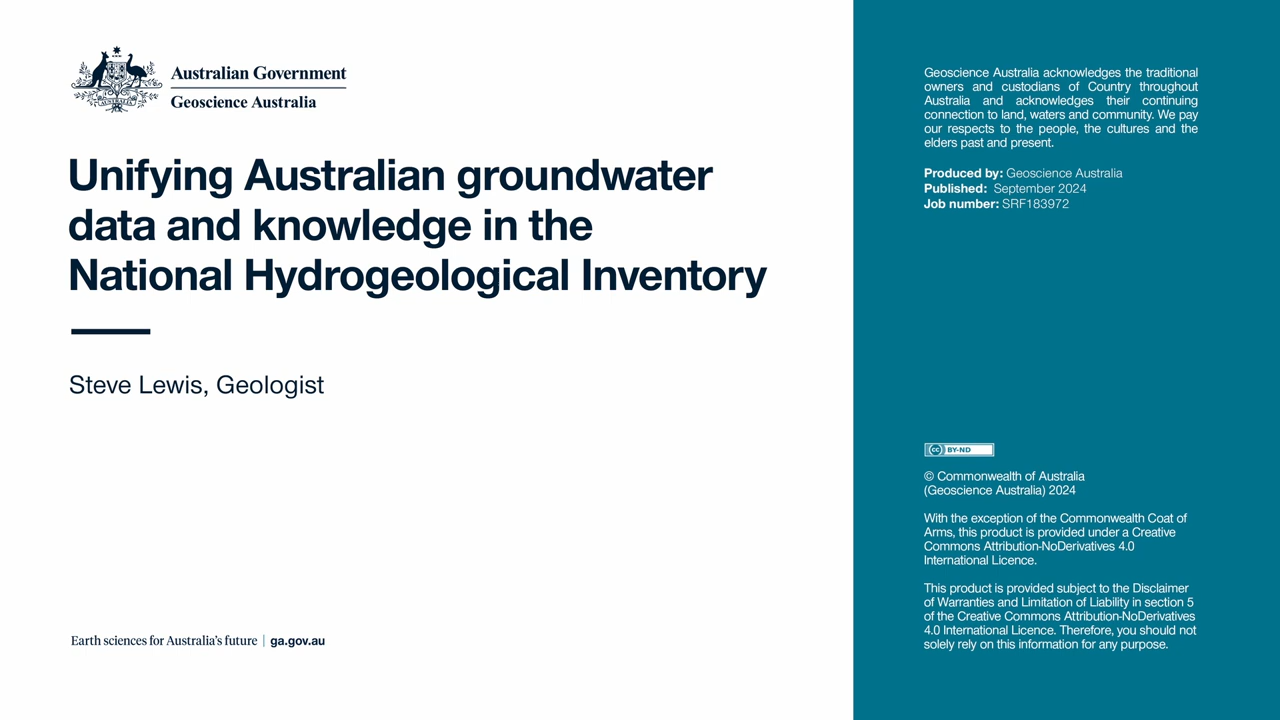 Australian Government
Geoscience Australia
Unifying Australian groundwater
data and knowledge in the
National Hydrogeological Inventory
Steve Lewis, Geologist
Earth sciences for Australia's future | ga.gov.au
Geoscience Australia acknowledges the traditional
owners and custodians of Country throughout
Australia and acknowledges their continuing
connection to land, waters and community. We pay
our respects to the people, the cultures and the
elders past and present.
Produced by: Geoscience Australia
Published: September 2024
Job number: SRF183972
cc BY-ND
© Commonwealth of Australia
(Geoscience Australia) 2024
With the exception of the Commonwealth Coat of
Arms, this product is provided under a Creative
Commons Attribution-NoDerivatives 4.0
International Licence.
This product is provided subject to the Disclaimer
of Warranties and Limitation of Liability in section 5
of the Creative Commons Attribution-NoDerivatives
4.0 International Licence. Therefore, you should not
solely rely on this information for any purpose.